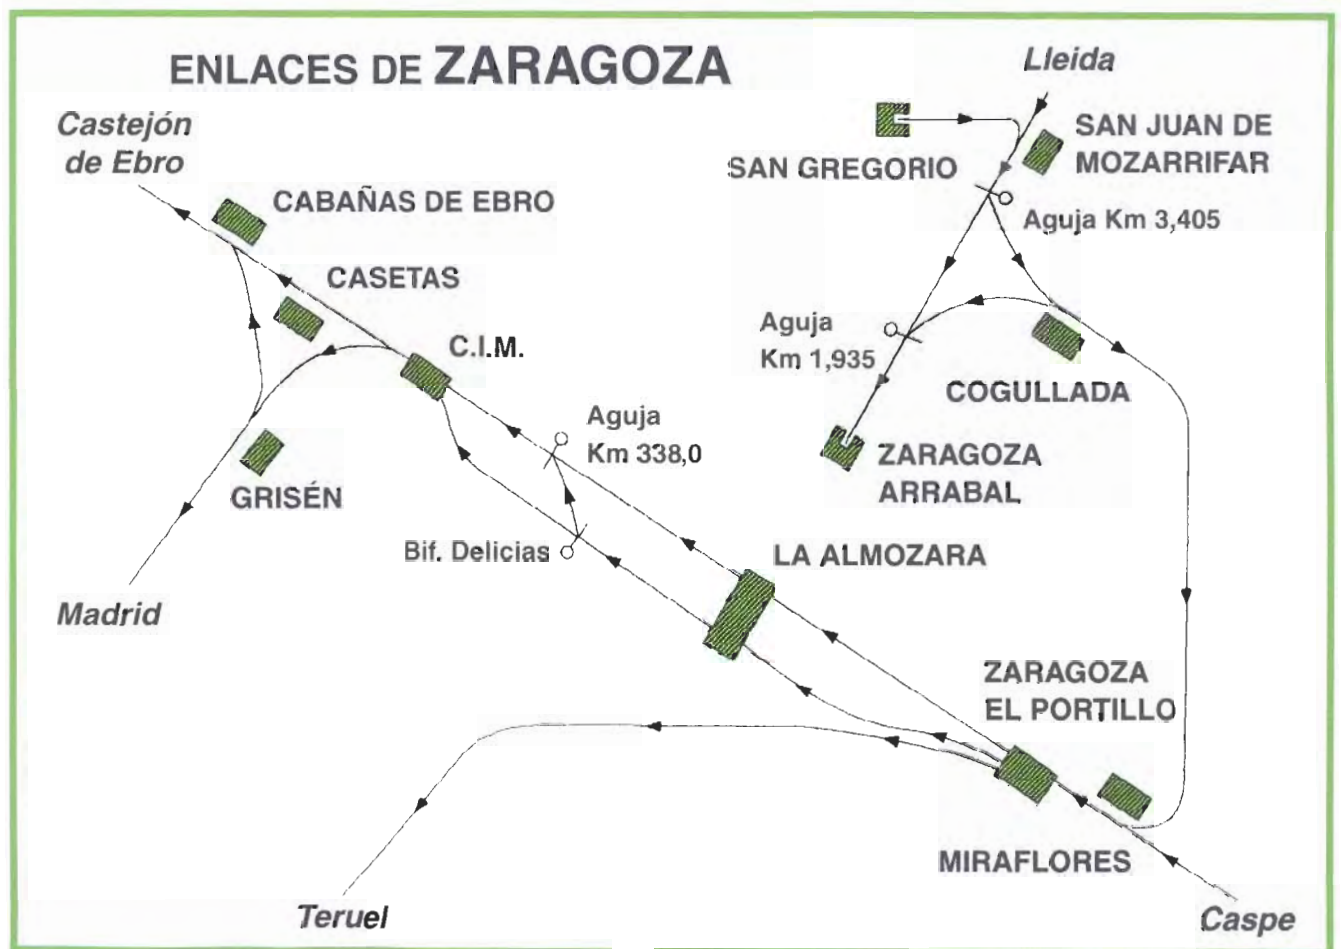 ENLACES DE ZARAGOZA
Lleida
Castejón
de Ebro
SAN JUAN DE
MOZARRIFAR
SAN GREGORIO
CABAÑAS DE EBRO
Aguja Km 3,405
CASETAS
Aguja
Km 1,935
C.I.M.
COGULLADA
Aguja
Km 338,0
ZARAGOZA
ARRABAL
GRISÉN
Bif. Delicias
LA ALMOZARA
Madrid
ZARAGOZA
EL PORTILLO
MIRAFLORES
Teruel
Caspe